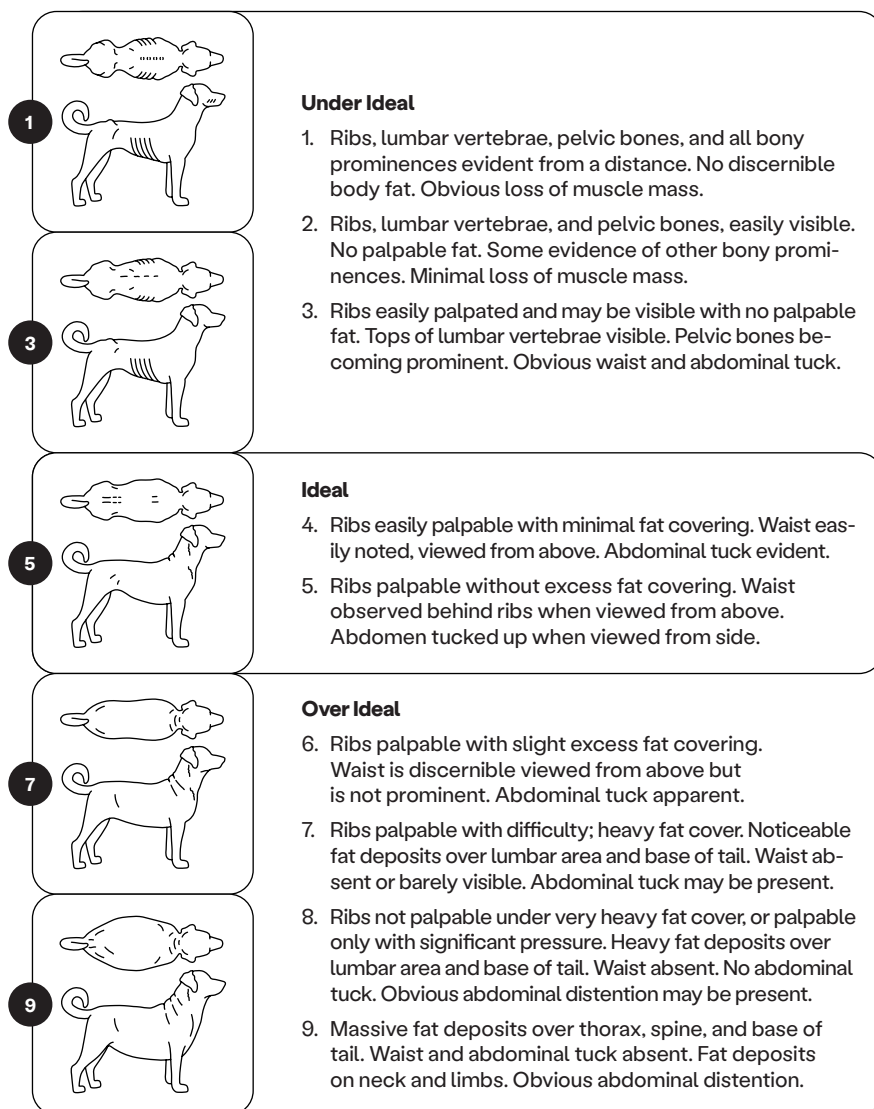 1
Under Ideal
1. Ribs, lumbar vertebrae, pelvic bones, and all bony
prominences evident from a distance. No discernible
body fat. Obvious loss of muscle mass.
2. Ribs, lumbar vertebrae, and pelvic bones, easily visible.
No palpable fat. Some evidence of other bony promi-
nences. Minimal loss of muscle mass.
3
3. Ribs easily palpated and may be visible with no palpable
fat. Tops of lumbar vertebrae visible. Pelvic bones be-
coming prominent. Obvious waist and abdominal tuck.
5
Ideal
4. Ribs easily palpable with minimal fat covering. Waist eas-
ily noted, viewed from above. Abdominal tuck evident.
5. Ribs palpable without excess fat covering. Waist
observed behind ribs when viewed from above.
Abdomen tucked up when viewed from side.
7
Over Ideal
6. Ribs palpable with slight excess fat covering.
Waist is discernible viewed from above but
is not prominent. Abdominal tuck apparent.
7. Ribs palpable with difficulty; heavy fat cover. Noticeable
fat deposits over lumbar area and base of tail. Waist ab-
sent or barely visible. Abdominal tuck may be present.
9
8. Ribs not palpable under very heavy fat cover, or palpable
only with significant pressure. Heavy fat deposits over
lumbar area and base of tail. Waist absent. No abdominal
tuck. Obvious abdominal distention may be present.
9. Massive fat deposits over thorax, spine, and base of
tail. Waist and abdominal tuck absent. Fat deposits
on neck and limbs. Obvious abdominal distention.